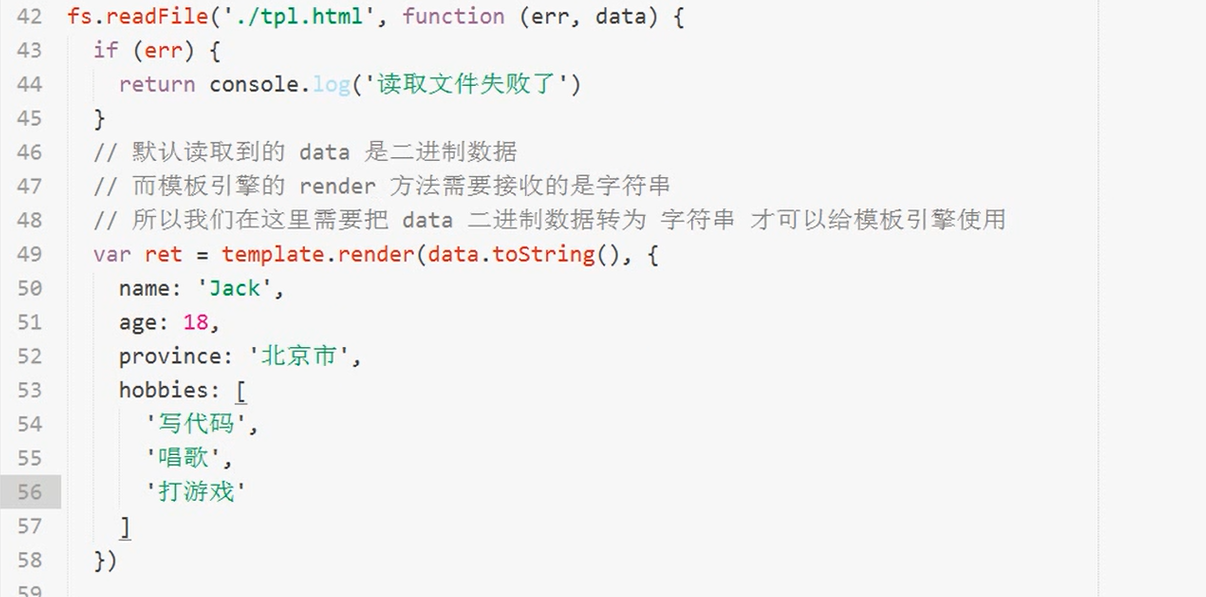 42 fs.readFile('./tpl.html', function (err, data) {
43   if (err) {
44     return console.log('读取文件失败了')
45   }
46   // 默认读取到的 data 是二进制数据
47   // 而模板引擎的 render 方法需要接收的是字符串
48   // 所以我们在这里需要把 data 二进制数据转为 字符串 才可以给模板引擎使用
49   var ret = template.render(data.toString(), {
50     name: 'Jack',
51     age: 18,
52     province: '北京市',
53     hobbies: [
54       '写代码',
55       '唱歌',
56       '打游戏'
57     ]
58   })
59